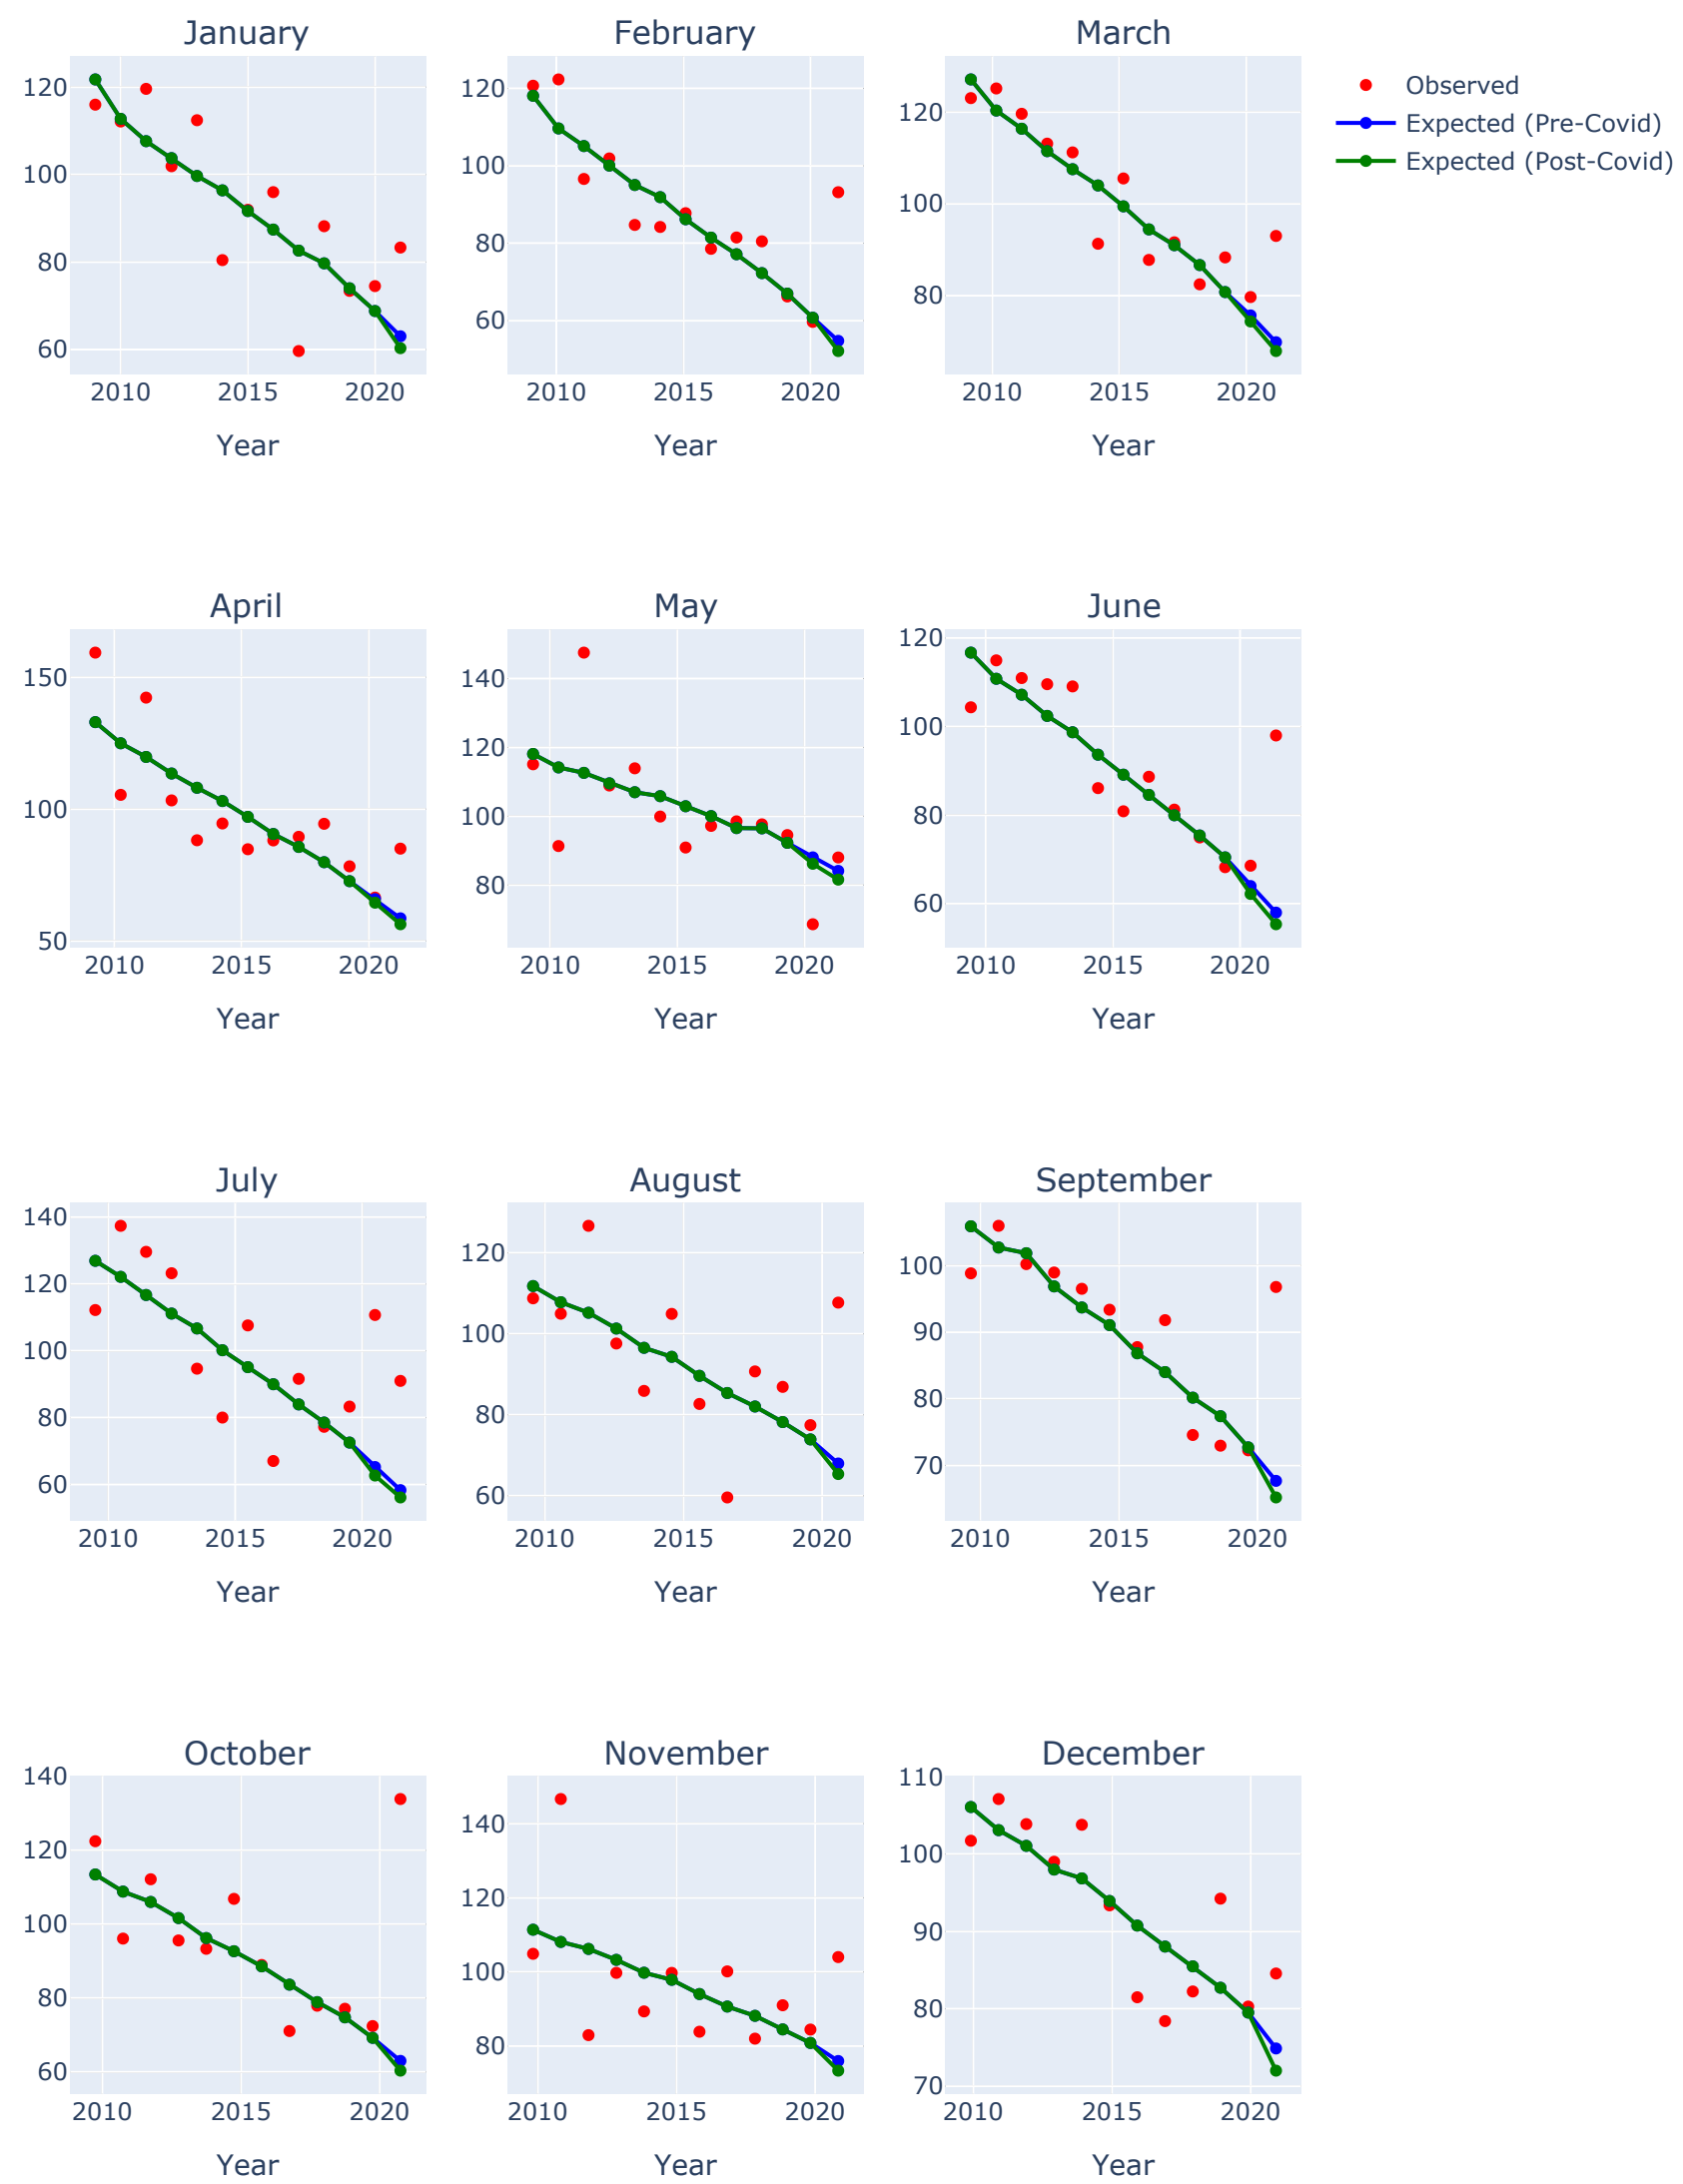 January
February
March
Observed
Expected (Pre-Covid)
Expected (Post-Covid)
120
100
80
60
2010 2015 2020
Year
120
100
80
60
2010 2015 2020
Year
120
100
80
2010 2015 2020
Year
April
May
June
150
100
50
2010 2015 2020
Year
140
120
100
80
2010 2015 2020
Year
120
100
80
60
2010 2015 2020
Year
July
August
September
140
120
100
80
60
2010 2015 2020
Year
120
100
80
60
2010 2015 2020
Year
100
90
80
70
2010 2015 2020
Year
October
November
December
140
120
100
80
60
2010 2015 2020
Year
140
120
100
80
2010 2015 2020
Year
110
100
90
80
70
2010 2015 2020
Year